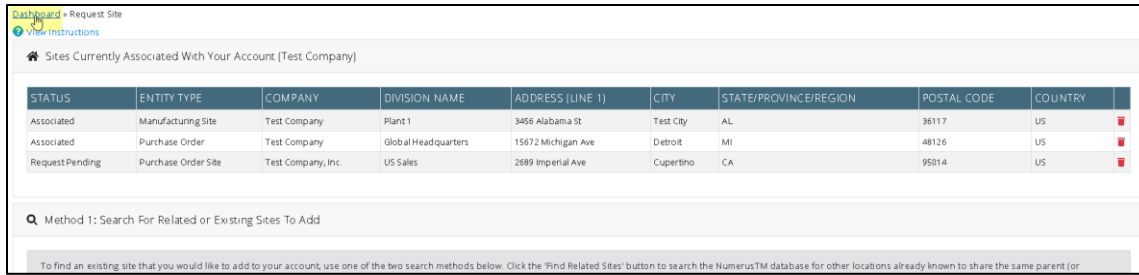 Dashboard » Request Site
View Instructions
Sites Currently Associated With Your Account (Test Company)
STATUS ENTITY TYPE COMPANY DIVISION NAME ADDRESS (LINE 1) CITY STATE/PROVINCE/REGION POSTAL CODE COUNTRY
Associated Manufacturing Site Test Company Plant 1 3456 Alabama St Test City AL 36117 US
Associated Purchase Order Test Company Global Headquarters 15672 Michigan Ave Detroit MI 48126 US
Request Pending Purchase Order Site Test Company, Inc. US Sales 2689 Imperial Ave Cupertino CA 95014 US
Method 1: Search For Related or Existing Sites To Add
To find an existing site that you would like to add to your account, use one of the two search methods below. Click the 'Find Related Sites' button to search the NumerusTM database for other locations already known to share the same parent (or